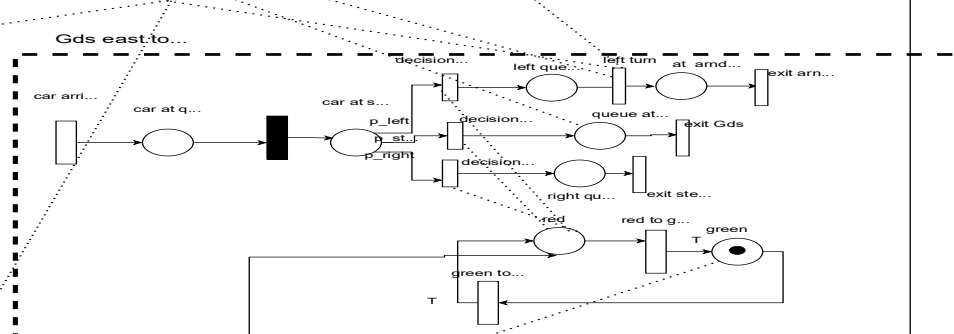 Gds east to...
decision...
left que...
left turn
at arnd...
exit arn...
car arri...
car at q...
car at s...
p_left
decision...
queue at...
exit Gds
p_st...
p_right
decision...
right qu...
exit ste...
red
red to g...
green
T
green to...
T